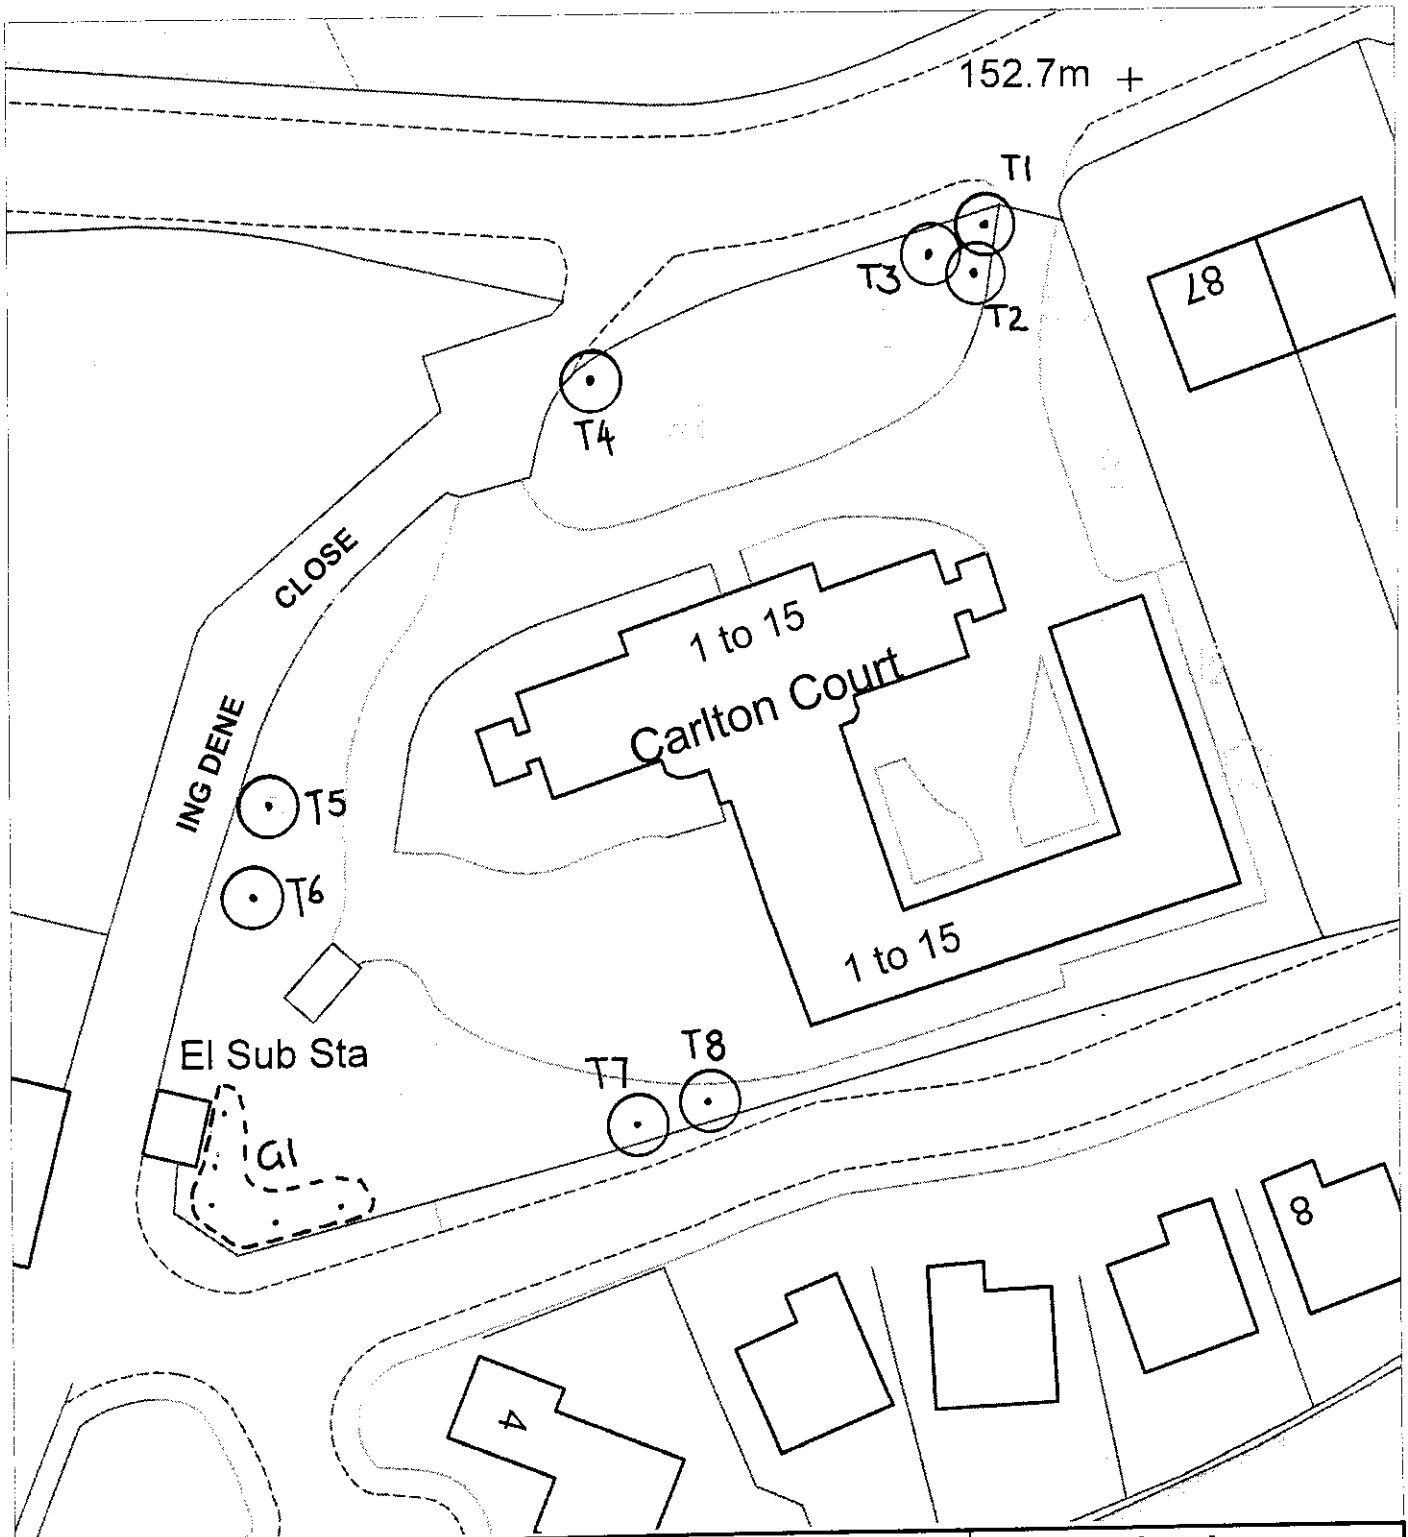 152.7m
T1
T3
T2
87
T4
CLOSE
1 to 15
Carlton Court
ING DENE
T5
T6
1 to 15
El Sub Sta
T7
T8
G1
8
4